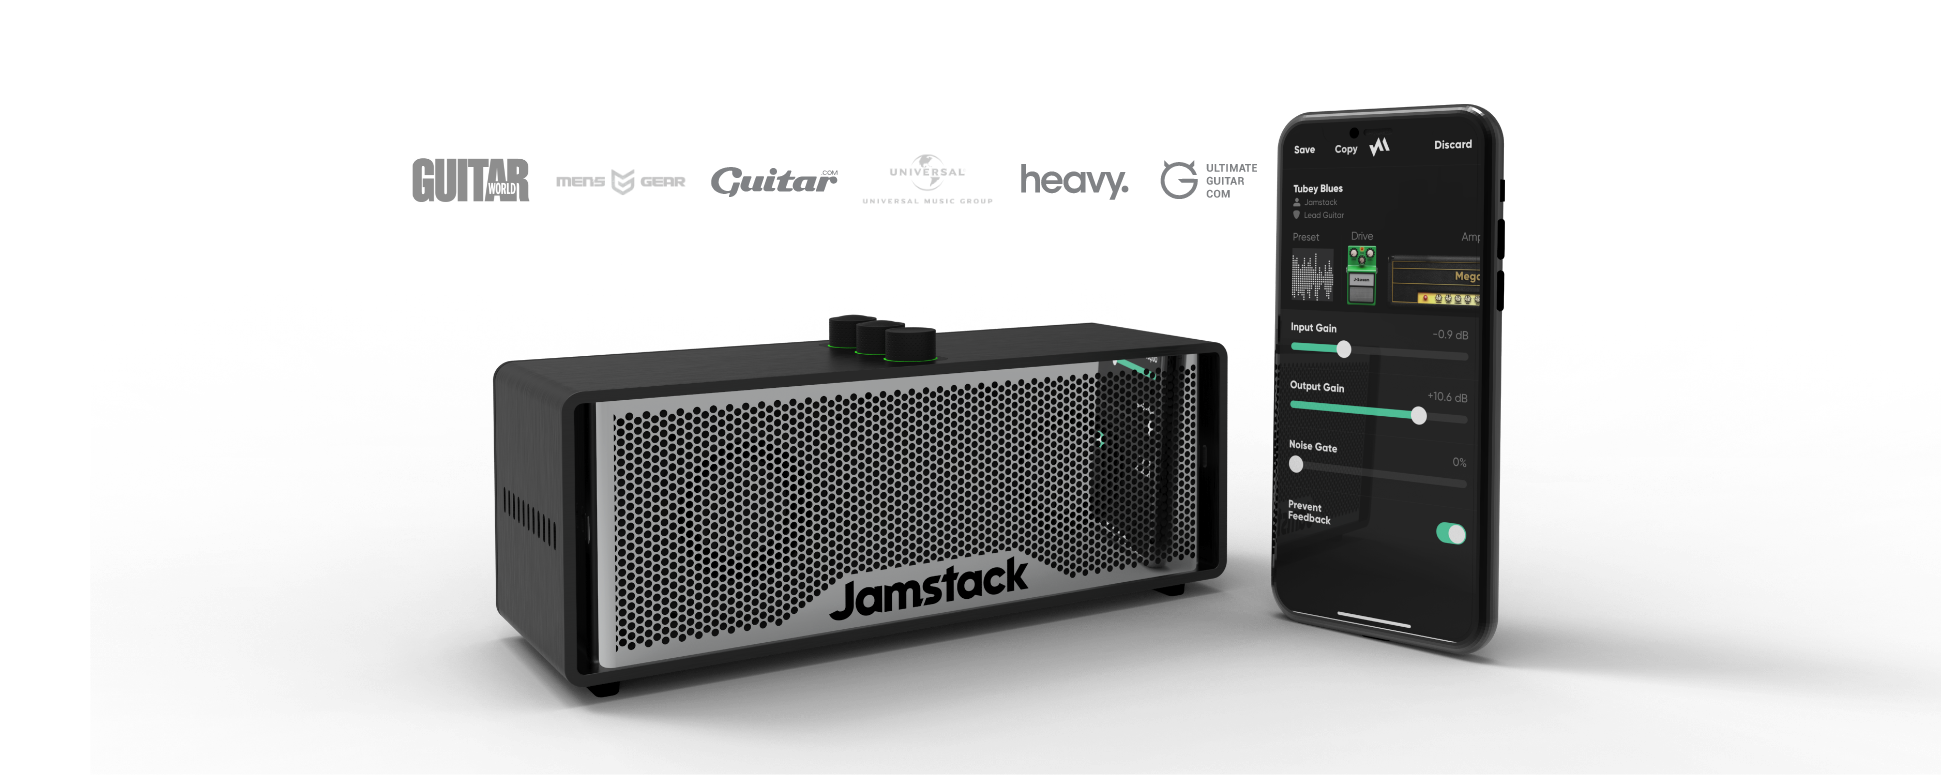 GUITAR
WORLD
MENS GEAR
Guitar.COM
UNIVERSAL
UNIVERSAL MUSIC GROUP
heavy.
ULTIMATE
GUITAR
COM
Save Copy Discard
Tubey Blues
Jamstack
Lead Guitar
Preset Drive Amp
Mega
Input Gain -0.9 dB
Output Gain +10.6 dB
Noise Gate 0%
Prevent
Feedback
Jamstack